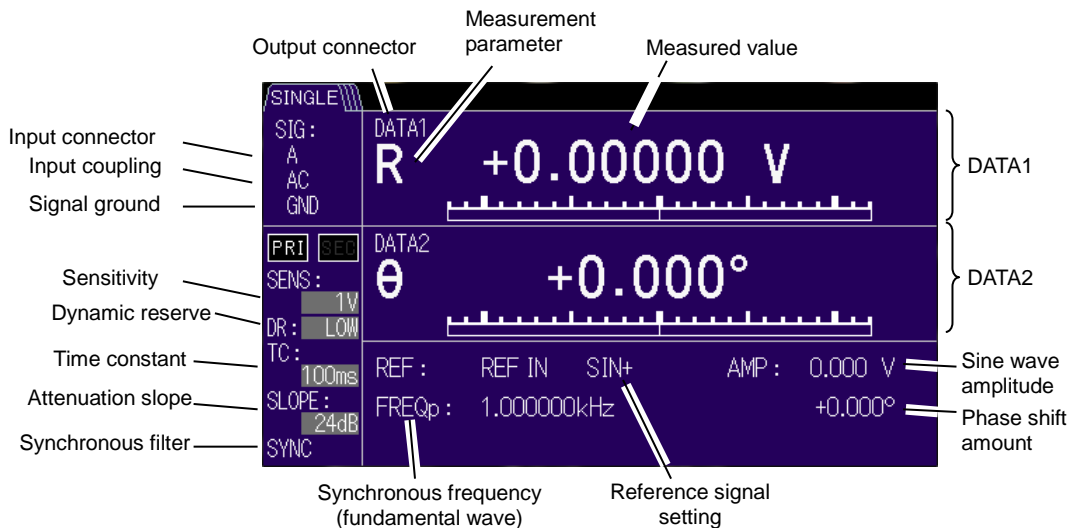 Measurement
parameter
Output connector
Measured value
SINGLE
Input connector
Input coupling
Signal ground
SIG:
A
AC
GND
DATA1
R +0.00000 V
DATA1
PRI SEC
DATA2
θ +0.000°
DATA2
Sensitivity
SENS:
1V
Dynamic reserve
DR: LOW
Time constant
TC:
100ms
Attenuation slope
SLOPE:
24dB
Synchronous filter
SYNC
REF: REF IN SIN+ AMP: 0.000 V
FREQp: 1.000000kHz +0.000°
Sine wave
amplitude
Phase shift
amount
Synchronous frequency
(fundamental wave)
Reference signal
setting